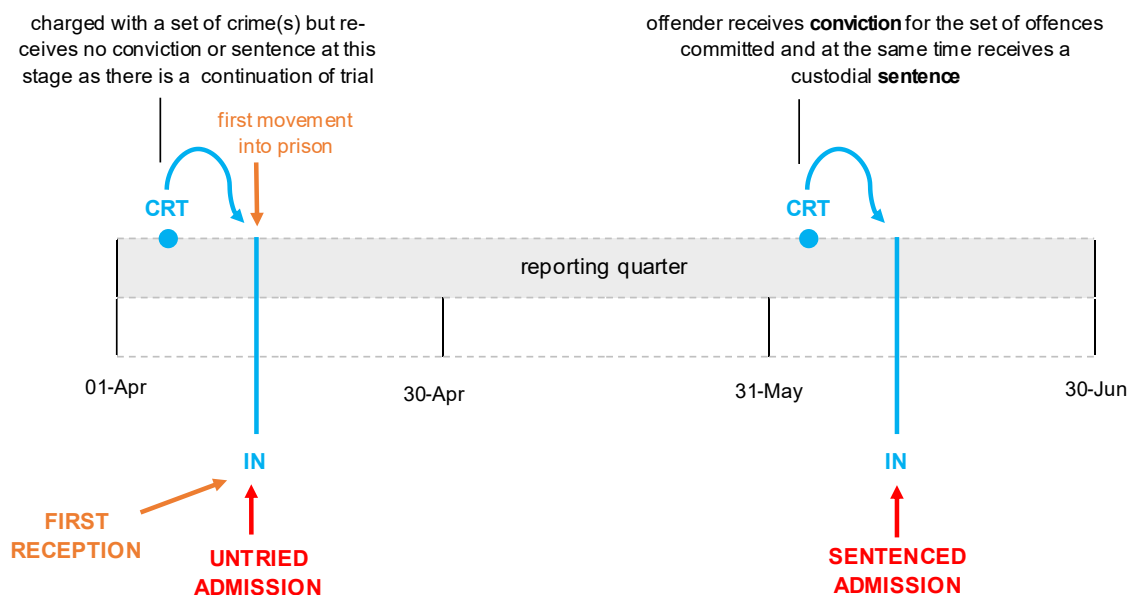 charged with a set of crime(s) but re-
ceives no conviction or sentence at this
stage as there is a continuation of trial
offender receives conviction for the set of offences
committed and at the same time receives a
custodial sentence
first movement
into prison
CRT
CRT
reporting quarter
01-Apr
30-Apr
31-May
30-Jun
IN
IN
FIRST
RECEPTION
UNTRIED
ADMISSION
SENTENCED
ADMISSION